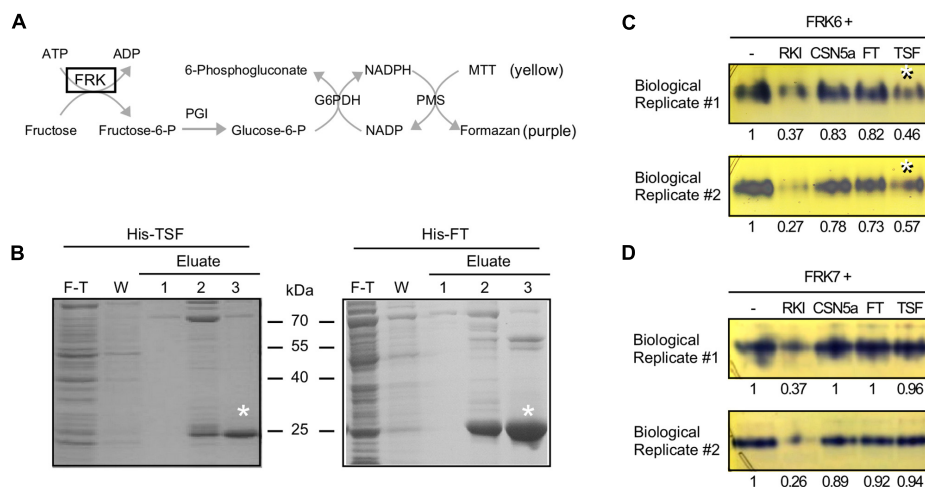 A
ATP ADP
FRK
Fructose Fructose-6-P
PGI
Glucose-6-P
6-Phosphogluconate
G6PDH
NADPH
NADP
PMS
MTT (yellow)
Formazan (purple)
B
His-TSF
Eluate
F-T W 1 2 3
*
kDa
70
55
40
25
His-FT
Eluate
F-T W 1 2 3
*
C
FRK6 +
- RKI CSN5a FT TSF
*
Biological
Replicate #1
1 0.37 0.83 0.82 0.46
*
Biological
Replicate #2
1 0.27 0.78 0.73 0.57
D
FRK7 +
- RKI CSN5a FT TSF
Biological
Replicate #1
1 0.37 1 1 0.96
Biological
Replicate #2
1 0.26 0.89 0.92 0.94